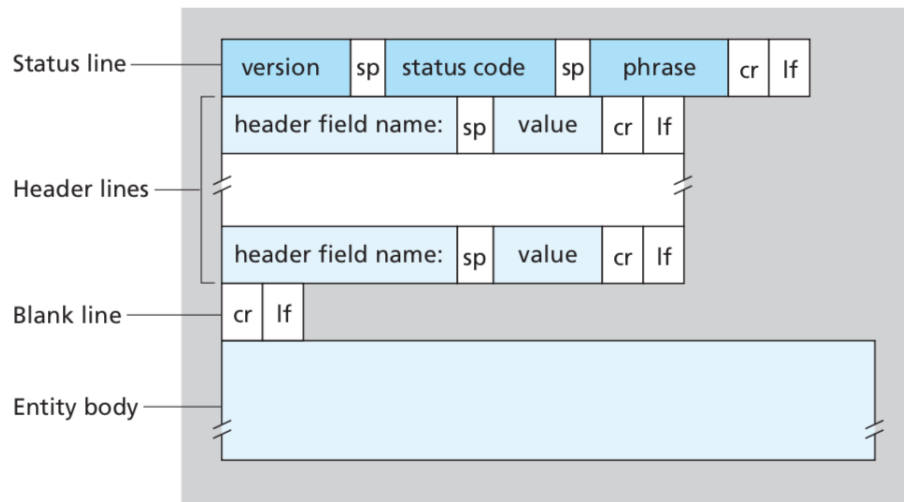 Status line
version sp status code sp phrase cr lf
header field name: sp value cr lf
Header lines
header field name: sp value cr lf
Blank line
cr lf
Entity body